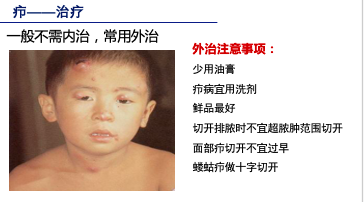 疖——治疗
一般不需内治，常用外治
外治注意事项：
少用油膏
疖病宜用洗剂
鲜品最好
切开排脓时不宜超脓肿范围切开
面部疖切开不宜过早
蝼蛄疖做十字切开